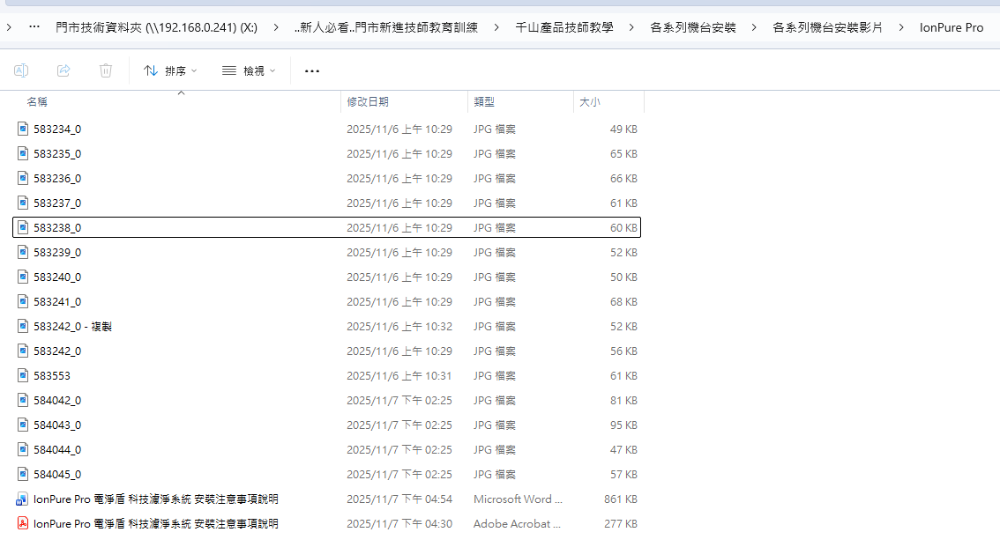 門市技術資料夾 (\\192.168.0.241) (X:) > ..新人必看..門市新進技師教育訓練 > 千山產品技師教學 > 各系列機台安裝 > 各系列機台安裝影片 > IonPure Pro
排序 檢視
名稱 修改日期 類型 大小
583234_0 2025/11/6 上午 10:29 JPG 檔案 49 KB
583235_0 2025/11/6 上午 10:29 JPG 檔案 65 KB
583236_0 2025/11/6 上午 10:29 JPG 檔案 66 KB
583237_0 2025/11/6 上午 10:29 JPG 檔案 61 KB
583238_0 2025/11/6 上午 10:29 JPG 檔案 60 KB
583239_0 2025/11/6 上午 10:29 JPG 檔案 52 KB
583240_0 2025/11/6 上午 10:29 JPG 檔案 50 KB
583241_0 2025/11/6 上午 10:29 JPG 檔案 68 KB
583242_0 - 複製 2025/11/6 上午 10:32 JPG 檔案 52 KB
583242_0 2025/11/6 上午 10:29 JPG 檔案 56 KB
583553 2025/11/6 上午 10:31 JPG 檔案 61 KB
584042_0 2025/11/7 下午 02:25 JPG 檔案 81 KB
584043_0 2025/11/7 下午 02:25 JPG 檔案 95 KB
584044_0 2025/11/7 下午 02:25 JPG 檔案 47 KB
584045_0 2025/11/7 下午 02:25 JPG 檔案 57 KB
IonPure Pro 電淨盾 科技濾淨系統 安裝注意事項說明 2025/11/7 下午 04:54 Microsoft Word ... 861 KB
IonPure Pro 電淨盾 科技濾淨系統 安裝注意事項說明 2025/11/7 下午 04:30 Adobe Acrobat ... 277 KB